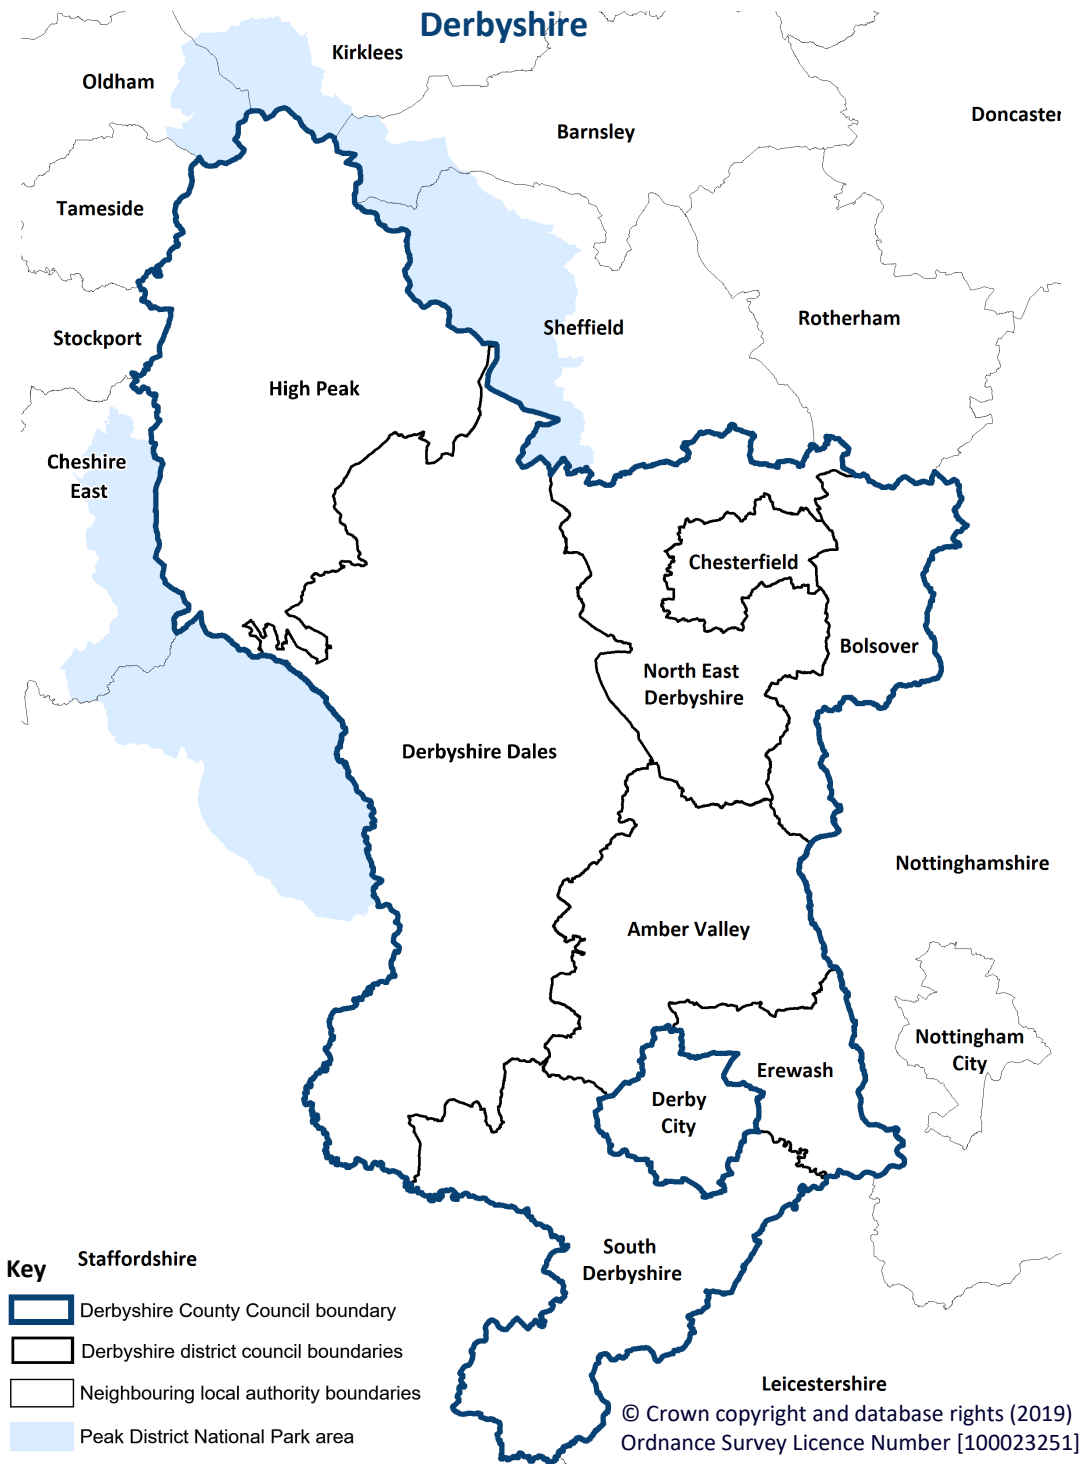 Derbyshire
Kirklees
Oldham
Doncaster
Barnsley
Tameside
Rotherham
Sheffield
Stockport
High Peak
Cheshire
East
Chesterfield
Bolsover
North East
Derbyshire
Derbyshire Dales
Nottinghamshire
Amber Valley
Nottingham
City
Erewash
Derby
City
South
Derbyshire
Staffordshire
Key
Derbyshire County Council boundary
Derbyshire district council boundaries
Neighbouring local authority boundaries
Peak District National Park area
Leicestershire
© Crown copyright and database rights (2019)
Ordnance Survey Licence Number [100023251]